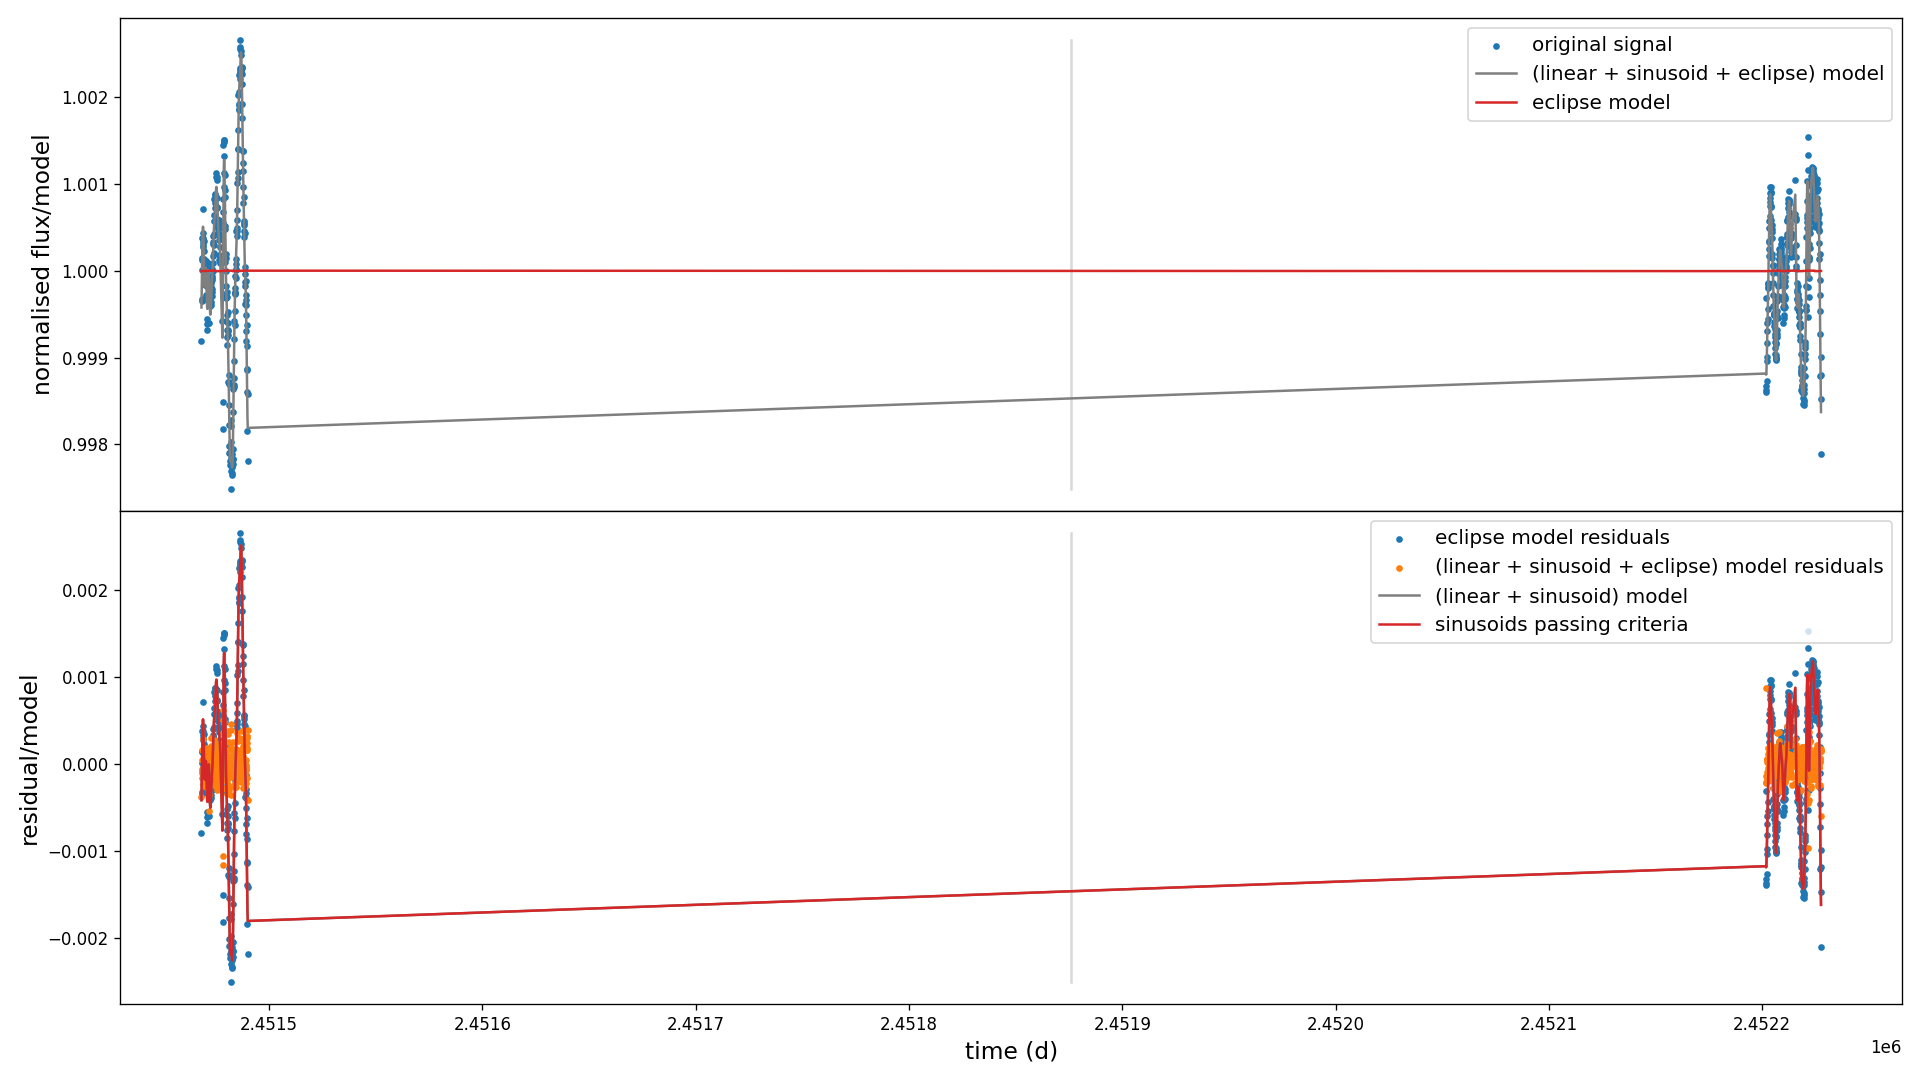 original signal
(linear + sinusoid + eclipse) model
eclipse model
normalised flux/model
1.002
1.001
1.000
0.999
0.998
eclipse model residuals
(linear + sinusoid + eclipse) model residuals
(linear + sinusoid) model
sinusoids passing criteria
residual/model
0.002
0.001
0.000
−0.001
−0.002
2.4515 2.4516 2.4517 2.4518 2.4519 2.4520 2.4521 2.4522
1e6
time (d)